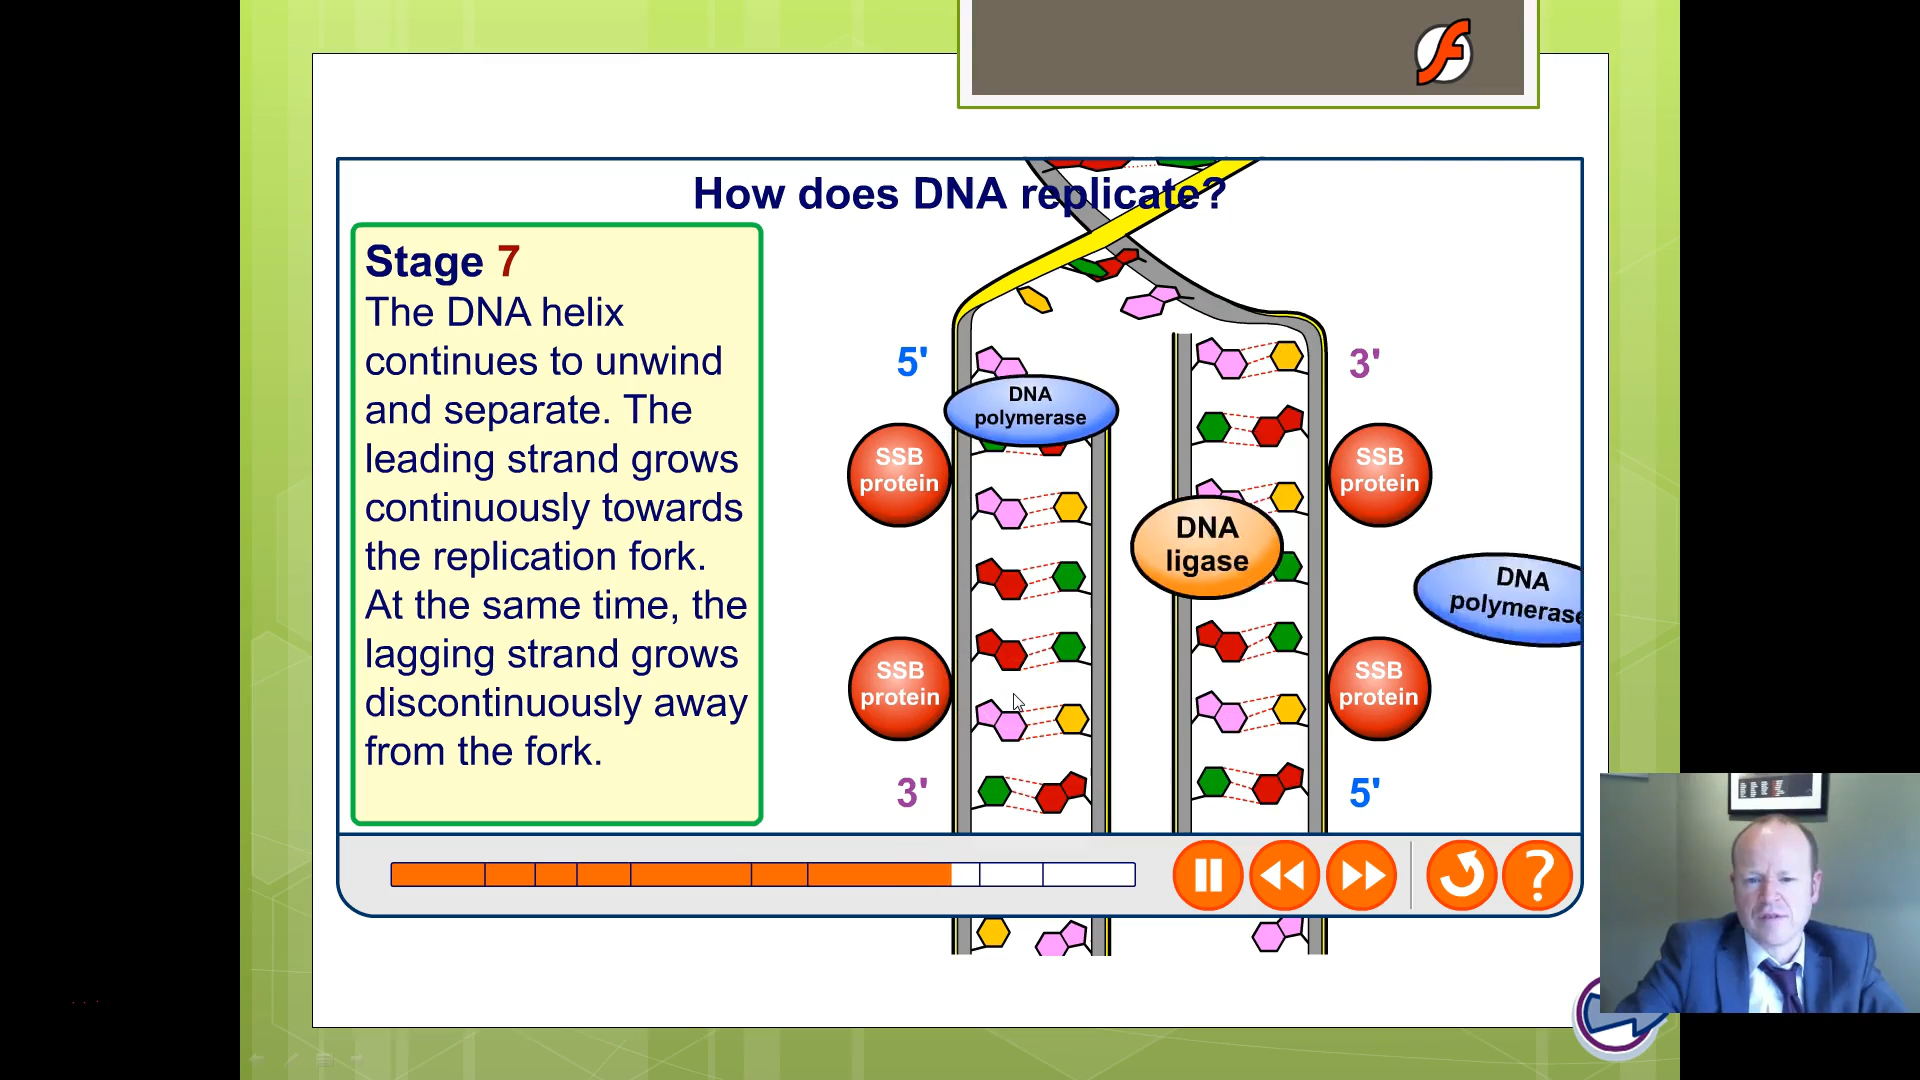 How does DNA replicate?
Stage 7
The DNA helix
continues to unwind
and separate. The
leading strand grows
continuously towards
the replication fork.
At the same time, the
lagging strand grows
discontinuously away
from the fork.
5'
3'
DNA
polymerase
SSB
protein
SSB
protein
DNA
ligase
DNA
polymerase
SSB
protein
SSB
protein
3'
5'
?